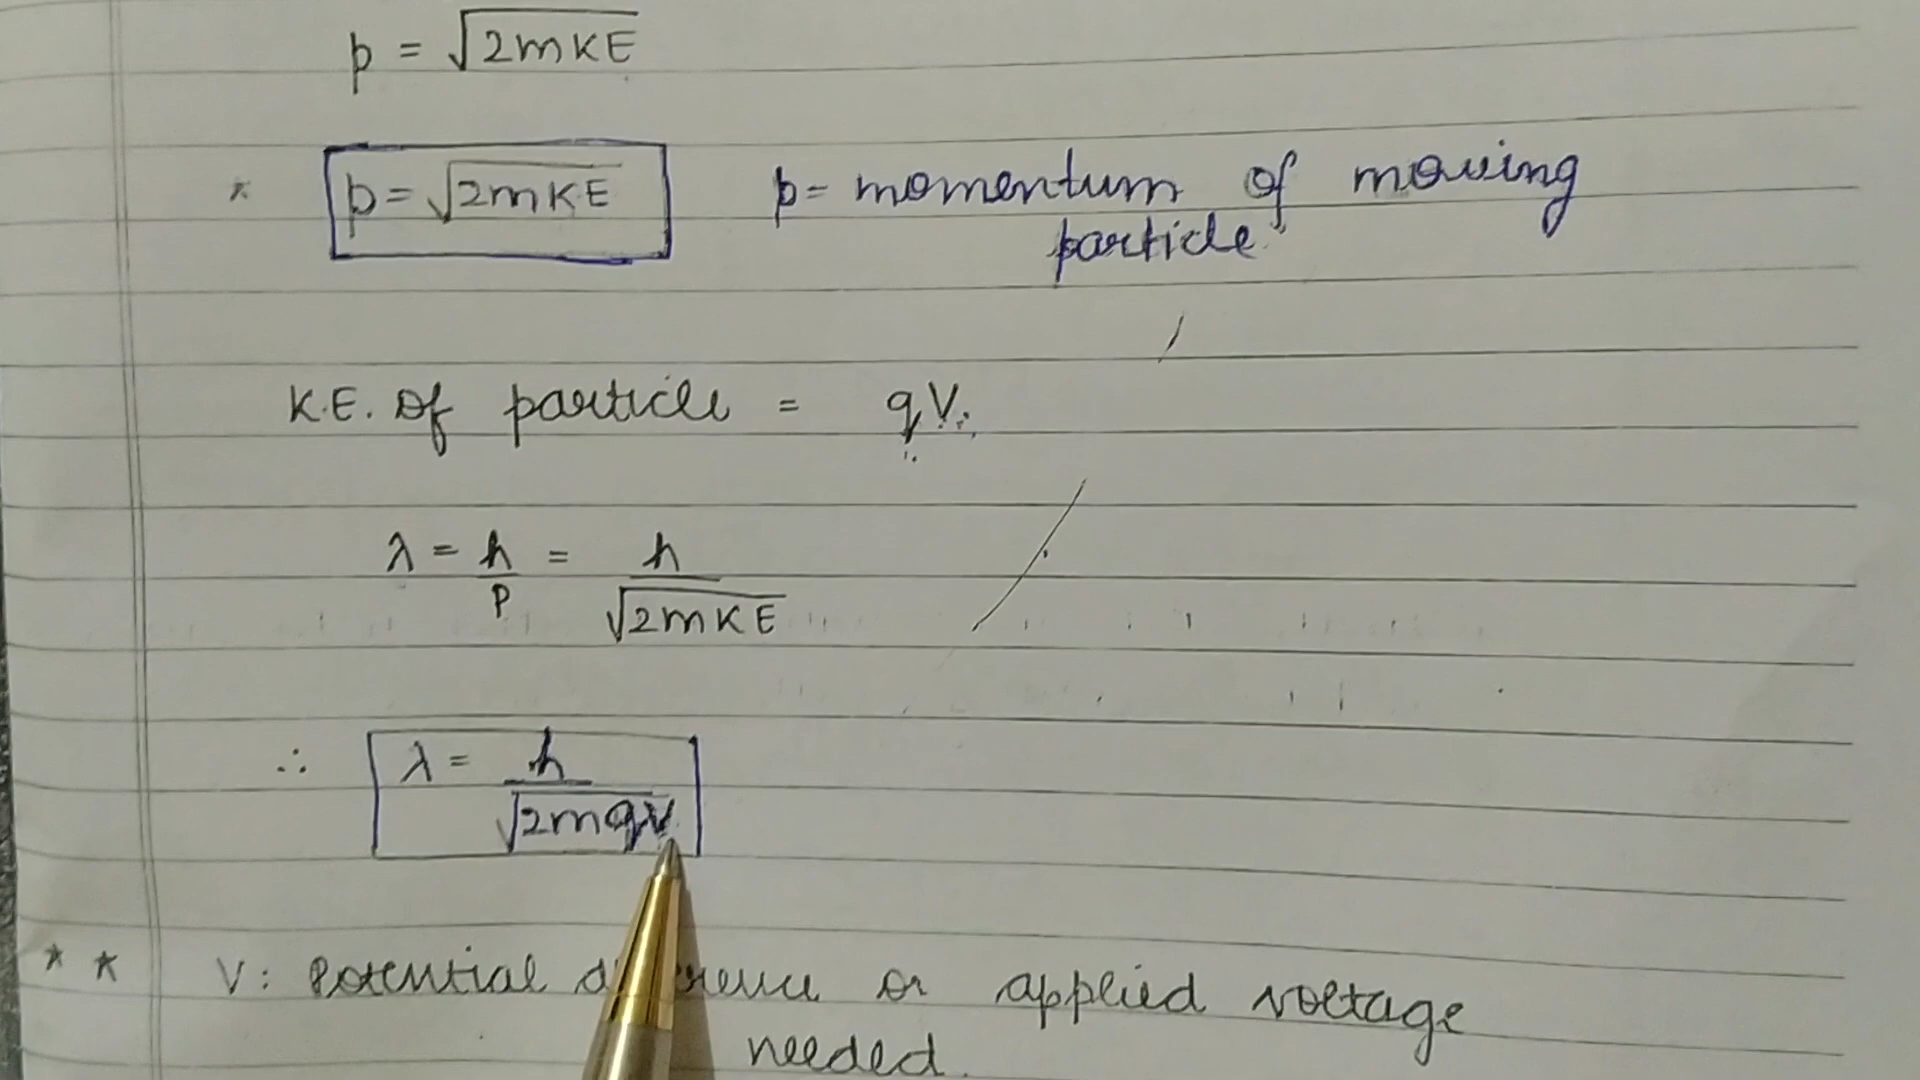 p = √2mKE
* p = √2mKE p = momentum of moving
particle
K.E. of particle = qV.
λ = h/p = h/√2mKE
∴ λ = h/√2mqV
** V: Potential or applied voltage
needed.